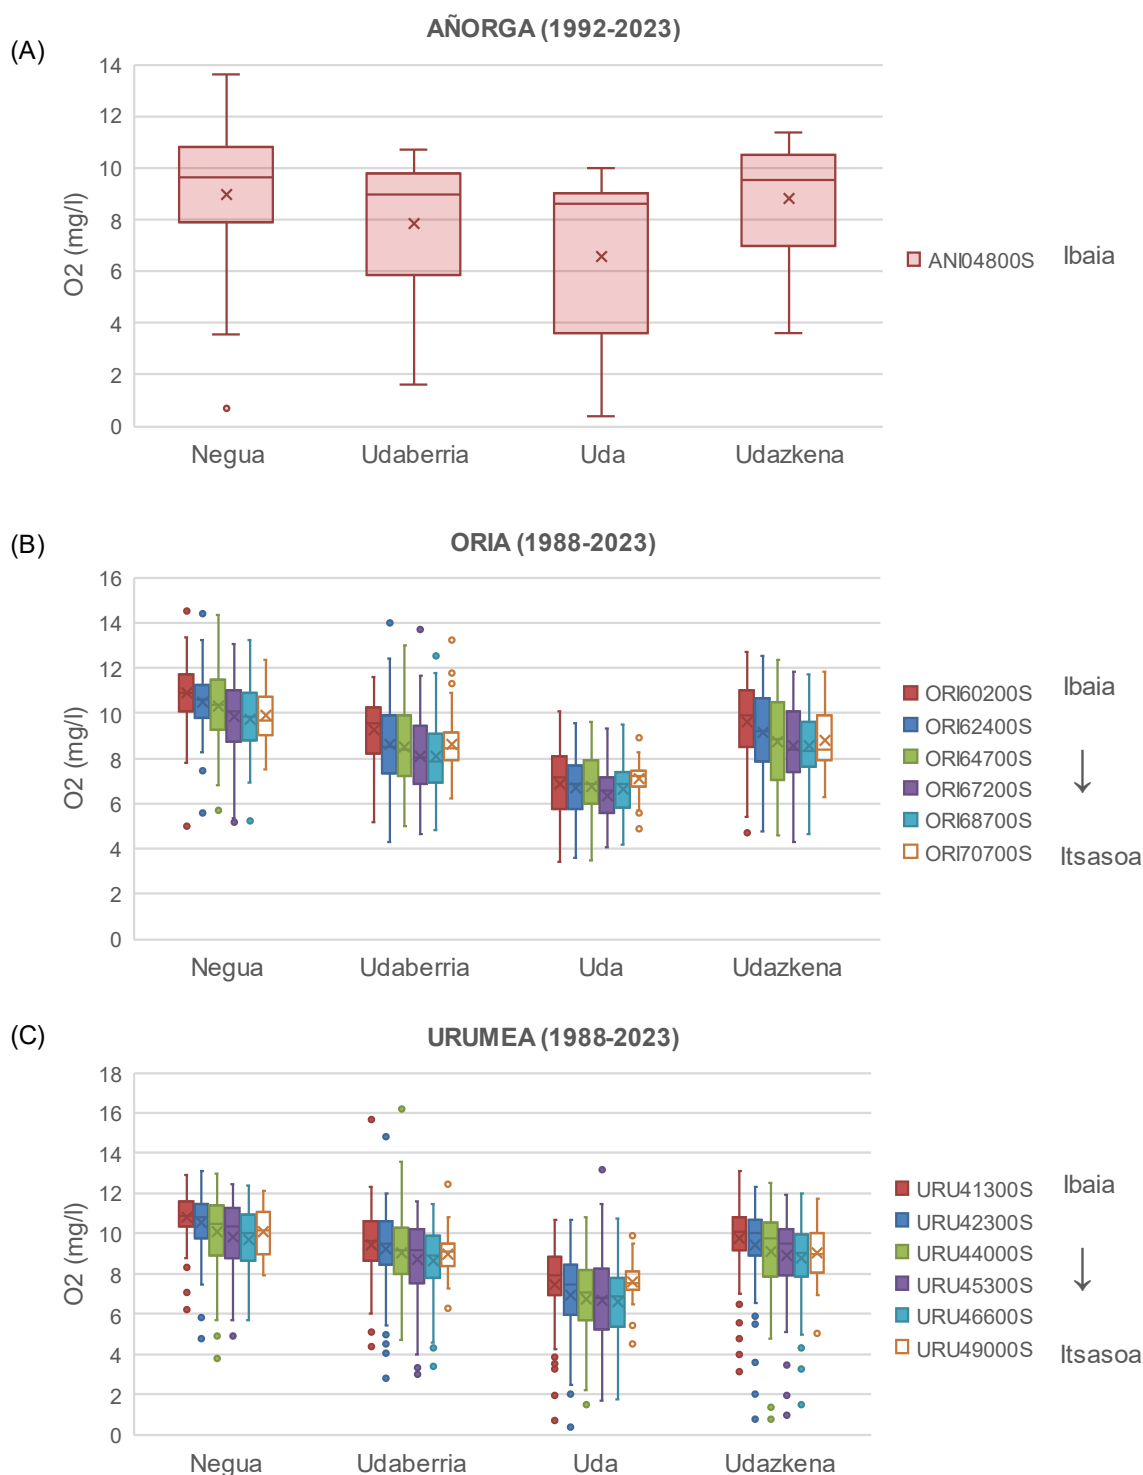 (A)
AÑORGA (1992-2023)
14
12
10
8
6
4
2
0
O2 (mg/l)
Negua Udaberria Uda Udazkena
ANI04800S Ibaia
(B)
ORIA (1988-2023)
16
14
12
10
8
6
4
2
0
O2 (mg/l)
Negua Udaberria Uda Udazkena
ORI60200S Ibaia
ORI62400S
ORI64700S
ORI67200S
ORI68700S
ORI70700S Itsasoa
(C)
URUMEA (1988-2023)
18
16
14
12
10
8
6
4
2
0
O2 (mg/l)
Negua Udaberria Uda Udazkena
URU41300S Ibaia
URU42300S
URU44000S
URU45300S
URU46600S
URU49000S Itsasoa